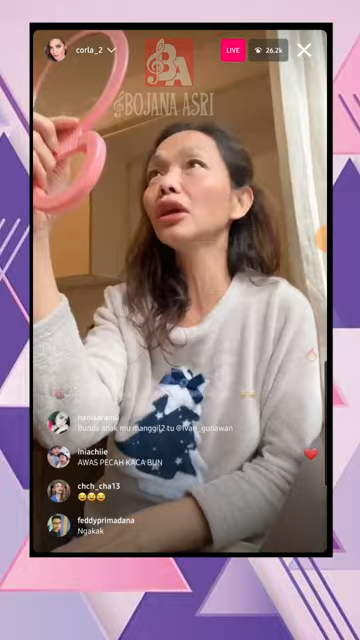 corla_2
LIVE
26.2k
BA
BOJANA ASRI
Bunda anak mu manggil2 tu @ivan_gunawan
iniachiie
AWAS PECAH KACA BUN
chch_cha13
😂😂😂
feddyprimadana
Ngakak